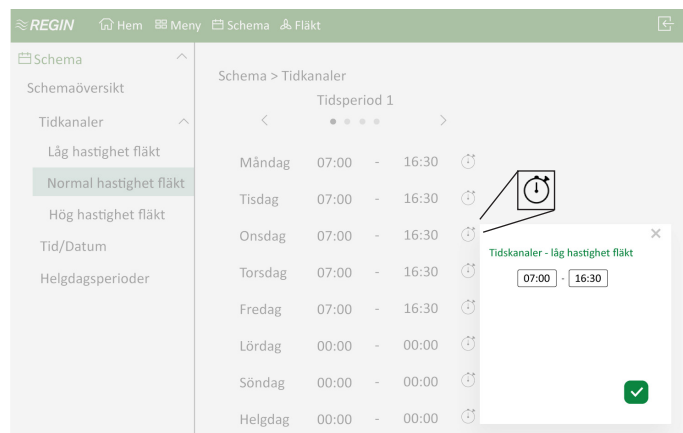 REGIN Hem Meny Schema Fläkt
Schema
Schemaöversikt
Tidkanaler
Låg hastighet fläkt
Normal hastighet fläkt
Hög hastighet fläkt
Tid/Datum
Helgdagsperioder
Schema > Tidkanaler
Tidsperiod 1
< >
Måndag 07:00 - 16:30
Tisdag 07:00 - 16:30
Onsdag 07:00 - 16:30
Torsdag 07:00 - 16:30
Fredag 07:00 - 16:30
Lördag 00:00 - 00:00
Söndag 00:00 - 00:00
Helgdag 00:00 - 00:00
Tidskanaler - låg hastighet fläkt
07:00 - 16:30